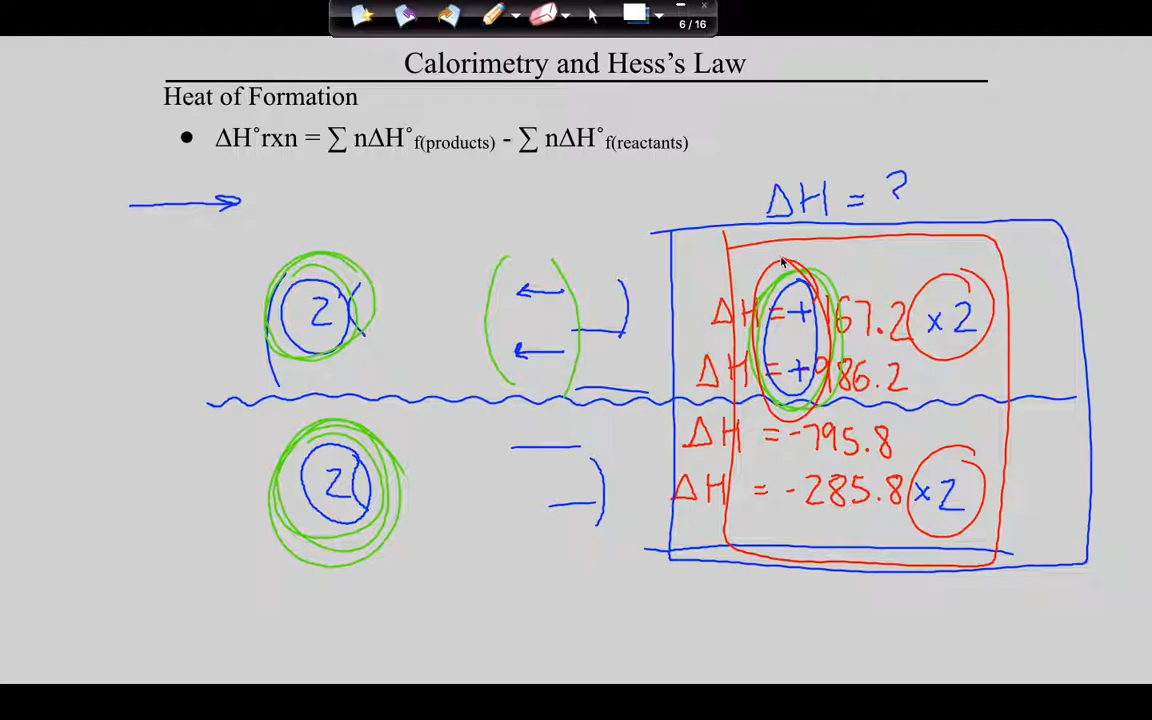 6 / 16
Calorimetry and Hess's Law
Heat of Formation
● ΔH˚rxn = ∑ nΔH˚f(products) - ∑ nΔH˚f(reactants)
ΔH = ?
2
ΔH = +167.2 × 2
ΔH = +986.2
ΔH = -795.8
2
ΔH = -285.8 × 2